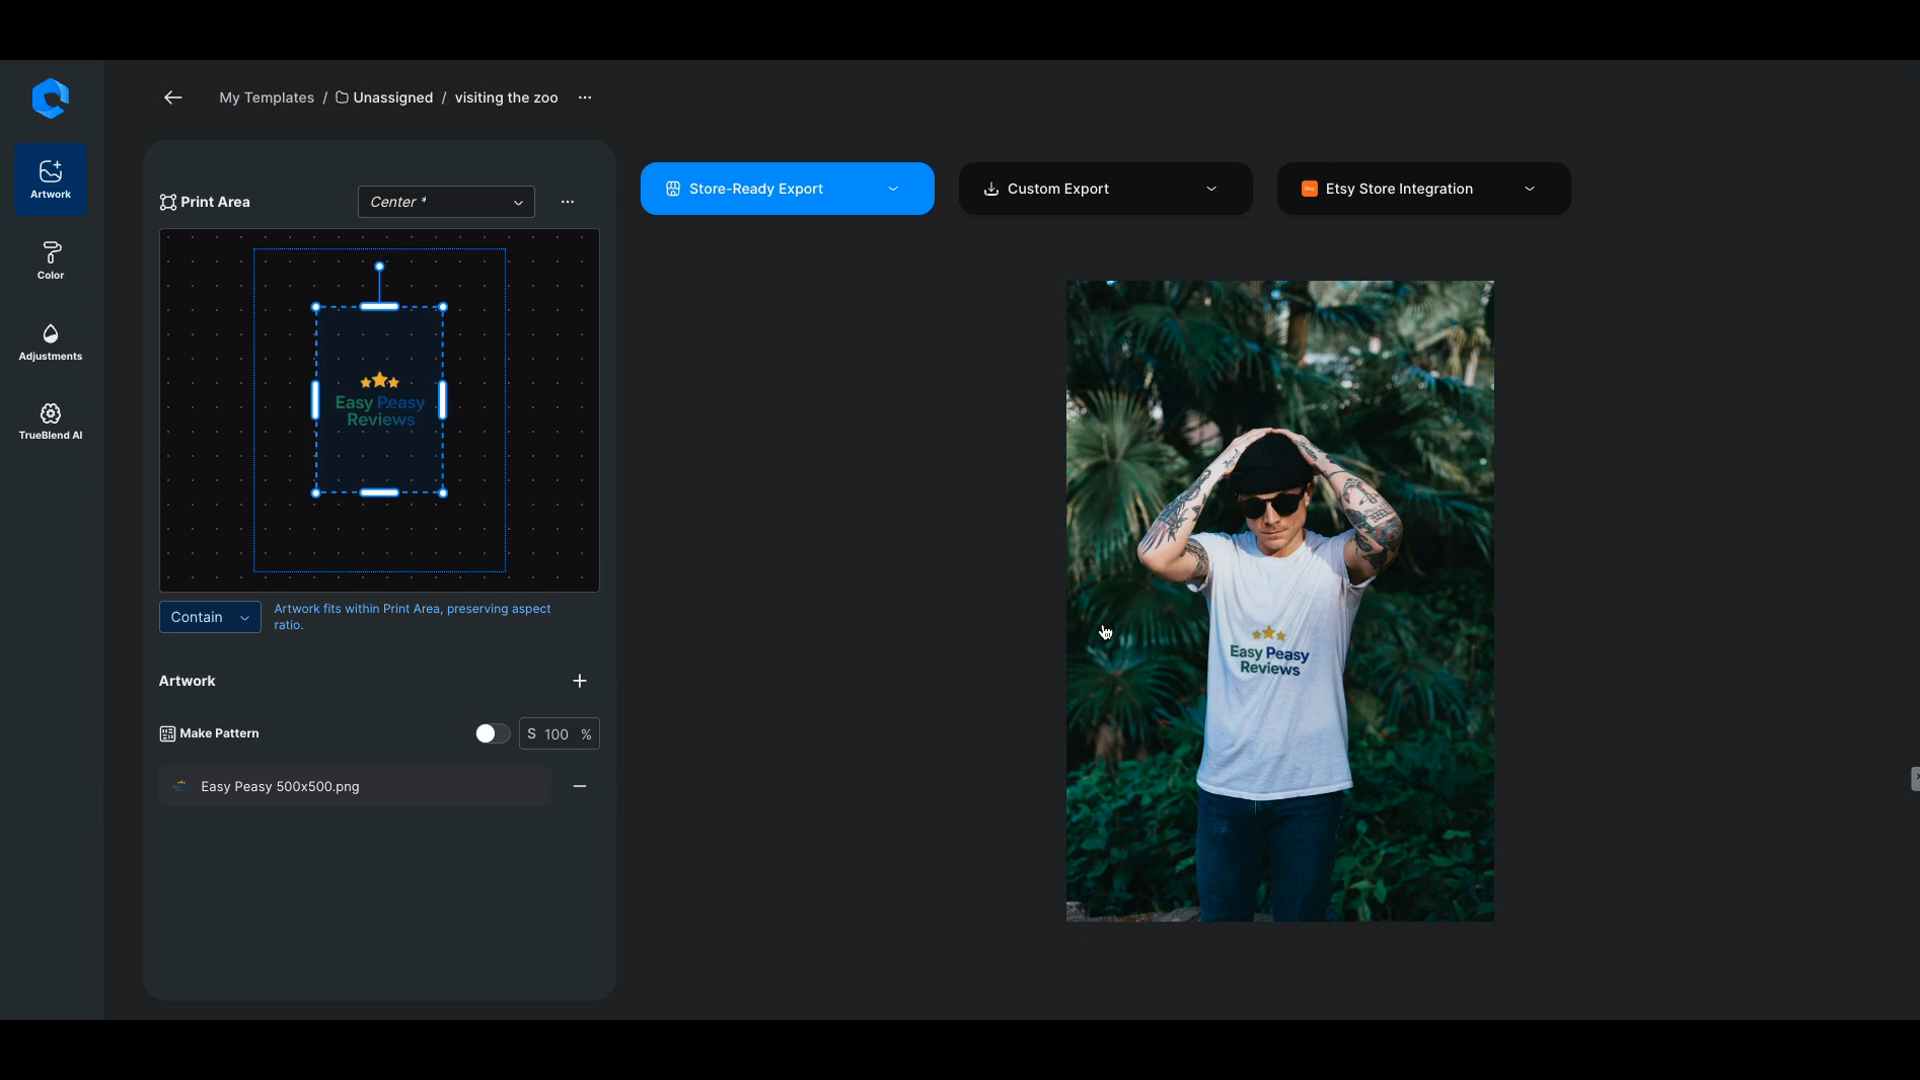 My Templates / Unassigned / visiting the zoo ...
Artwork
Color
Adjustments
TrueBlend AI
Print Area
Center *
Easy Peasy
Reviews
Contain
Artwork fits within Print Area, preserving aspect
ratio.
Artwork
Make Pattern
S 100 %
Easy Peasy 500x500.png
Store-Ready Export
Custom Export
Etsy Store Integration
Easy Peasy
Reviews